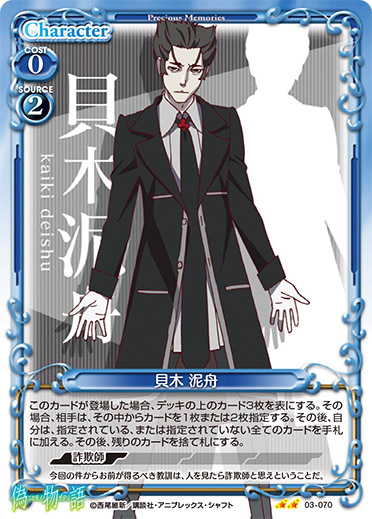 Precious Memories
Character
COST
0
SOURCE
2
貝木泥舟
kaiki deishu
貝木 泥舟
このカードが登場した場合、デッキの上のカード3枚を表にする。その
場合、相手は、その中からカードを1枚または2枚指定する。その後、自
分は、指定されている、または指定されていない全てのカードを手札
に加える。その後、残りのカードを捨て札にする。
詐欺師
今回の件からお前が得るべき教訓は、人を見たら詐欺師と思えということだ。
偽物語
©西尾維新／講談社・アニプレックス・シャフト
03-070